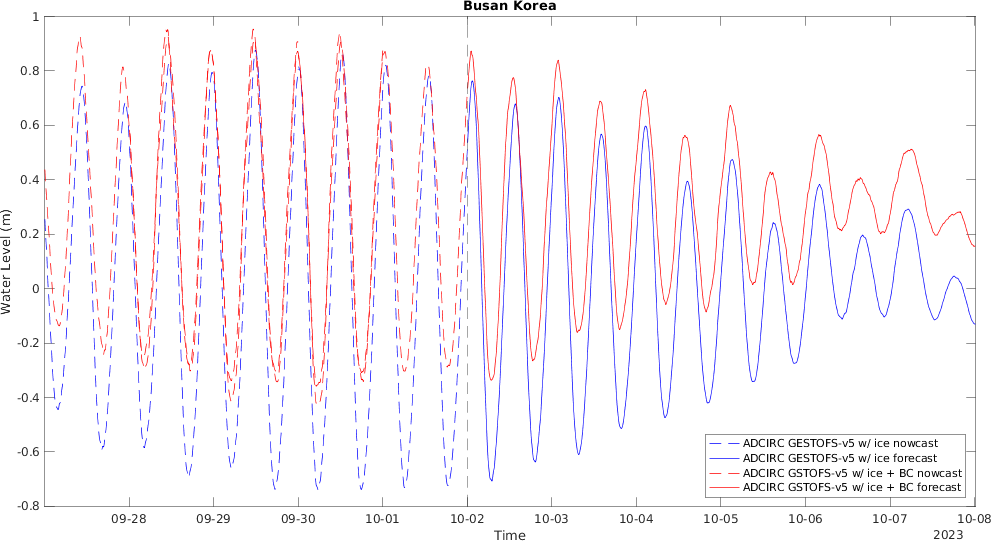 Busan Korea
Water Level (m)
1
0.8
0.6
0.4
0.2
0
-0.2
-0.4
-0.6
-0.8
09-28 09-29 09-30 10-01 10-02 10-03 10-04 10-05 10-06 10-07 10-08
Time
2023
ADCIRC GESTOFS-v5 w/ ice nowcast
ADCIRC GESTOFS-v5 w/ ice forecast
ADCIRC GSTOFS-v5 w/ ice + BC nowcast
ADCIRC GSTOFS-v5 w/ ice + BC forecast